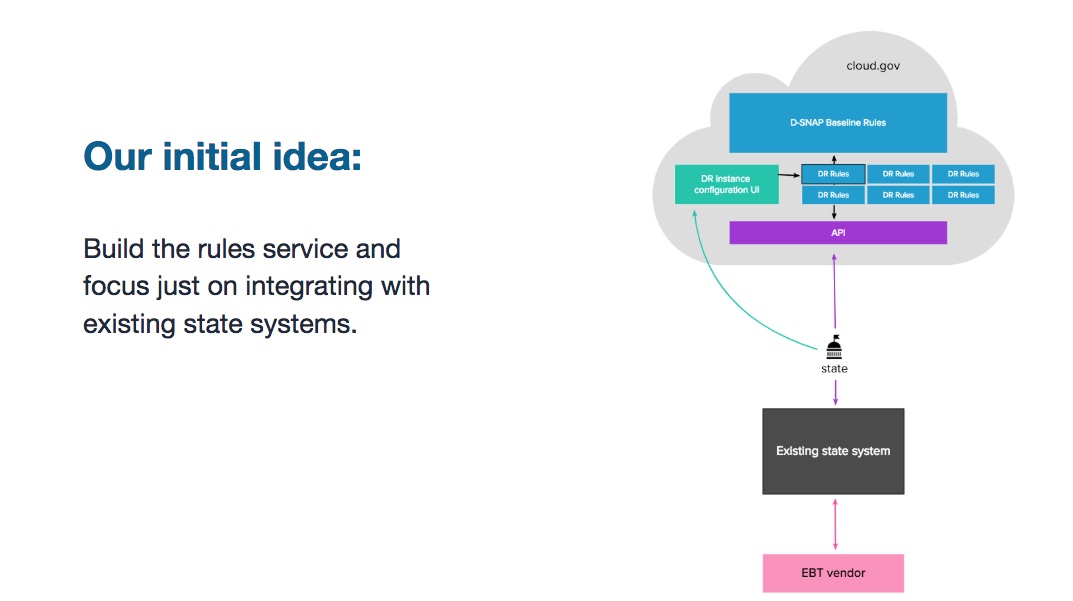 Our initial idea:
Build the rules service and
focus just on integrating with
existing state systems.
cloud.gov
D-SNAP Baseline Rules
DR Instance
configuration UI
DR Rules
DR Rules
DR Rules
DR Rules
DR Rules
DR Rules
API
state
Existing state system
EBT vendor